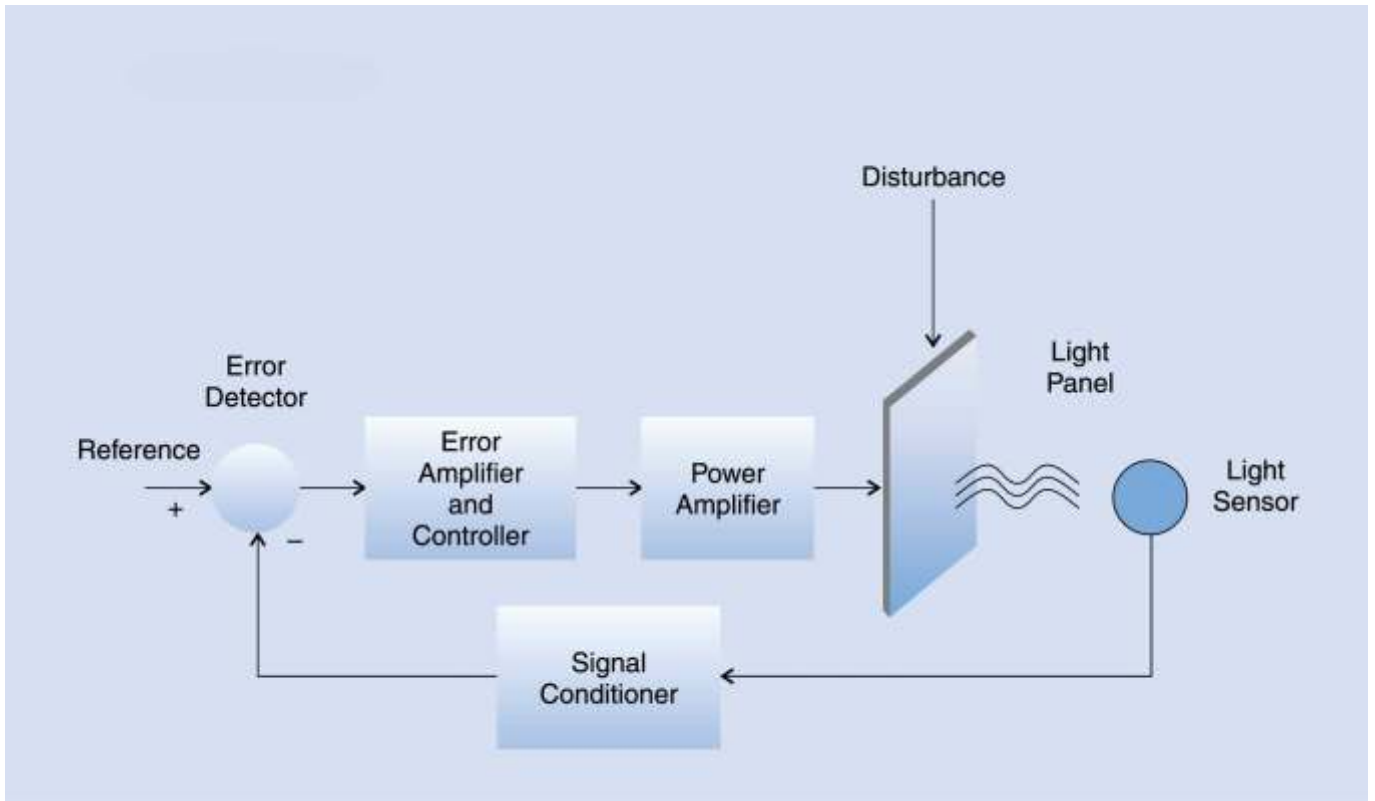 Disturbance
Light
Panel
Error
Detector
Reference
+
–
Error
Amplifier
and
Controller
Power
Amplifier
Light
Sensor
Signal
Conditioner